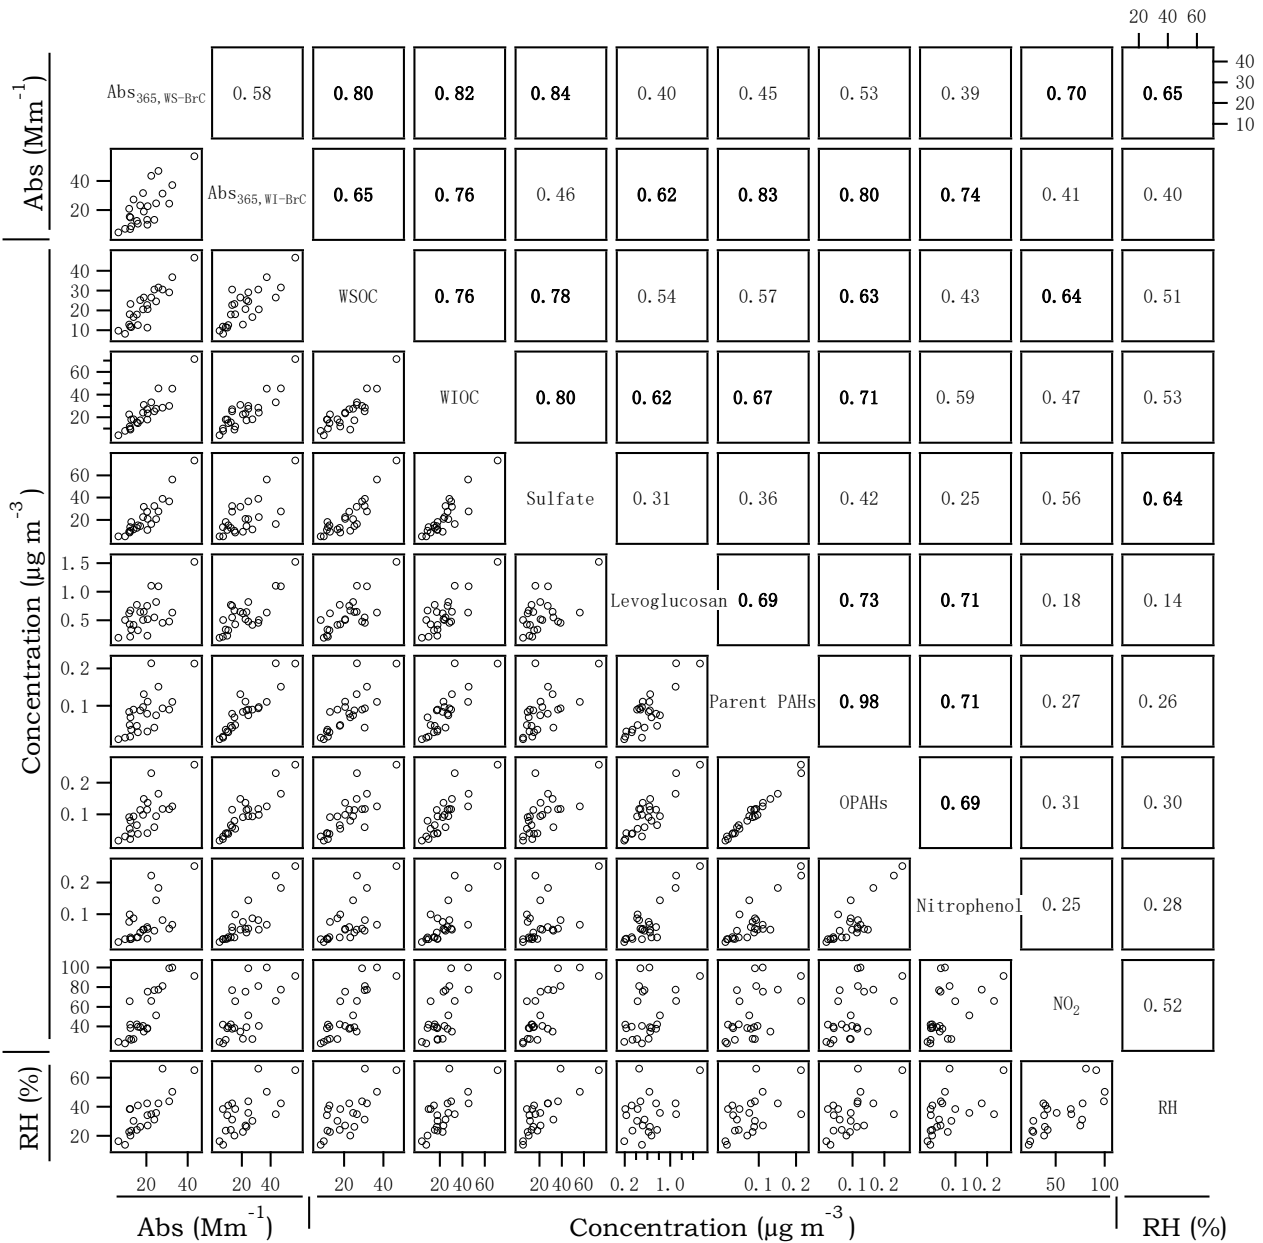 20 40 60
Abs365,WS-BrC 0.58 0.80 0.82 0.84 0.40 0.45 0.53 0.39 0.70 0.65
40
30
20
10
Abs (Mm-1)
40
20
Abs365,WI-BrC 0.65 0.76 0.46 0.62 0.83 0.80 0.74 0.41 0.40
40
30
20
10
WSOC 0.76 0.78 0.54 0.57 0.63 0.43 0.64 0.51
60
40
20
WIOC 0.80 0.62 0.67 0.71 0.59 0.47 0.53
60
40
20
Sulfate 0.31 0.36 0.42 0.25 0.56 0.64
Concentration (µg m-3)
1.5
1.0
0.5
Levoglucosan 0.69 0.73 0.71 0.18 0.14
0.2
0.1
Parent PAHs 0.98 0.71 0.27 0.26
0.2
0.1
OPAHs 0.69 0.31 0.30
0.2
0.1
Nitrophenol 0.25 0.28
100
80
60
40
NO2 0.52
RH (%)
60
40
20
RH
20 40 20 40 20 40 20 40 60 20 40 60 0.2 1.0 0.1 0.2 0.1 0.2 0.1 0.2 50 100
Abs (Mm-1) Concentration (µg m-3) RH (%)